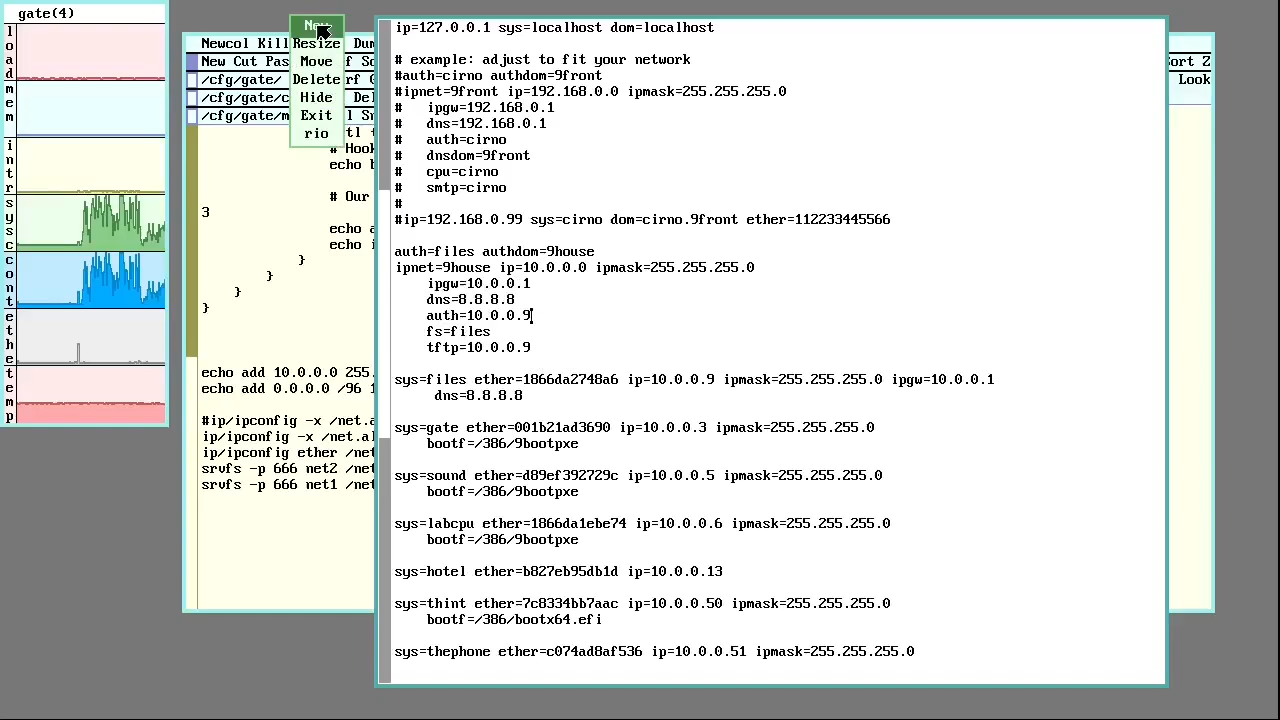 gate(4)
load
mem
intr
sysc
cont
ethe
temp
New
Resize
Move
Delete
Hide
Exit
rio
Newcol Kill
New Cut Pas
/cfg/gate/
/cfg/gate/c
Del
/cfg/gate/m
Sort Z
Look
# Hook
echo b
# Our
3
echo a
echo i
}
}
}
}
echo add 10.0.0.0 255.
echo add 0.0.0.0 /96 1
#ip/ipconfig -x /net.a
ip/ipconfig -x /net.al
ip/ipconfig ether /net
srvfs -p 666 net2 /net
srvfs -p 666 net1 /net
ip=127.0.0.1 sys=localhost dom=localhost
# example: adjust to fit your network
#auth=cirno authdom=9front
#ipnet=9front ip=192.168.0.0 ipmask=255.255.255.0
#   ipgw=192.168.0.1
#   dns=192.168.0.1
#   auth=cirno
#   dnsdom=9front
#   cpu=cirno
#   smtp=cirno
#
#ip=192.168.0.99 sys=cirno dom=cirno.9front ether=112233445566
auth=files authdom=9house
ipnet=9house ip=10.0.0.0 ipmask=255.255.255.0
ipgw=10.0.0.1
dns=8.8.8.8
auth=10.0.0.9
fs=files
tftp=10.0.0.9
sys=files ether=1866da2748a6 ip=10.0.0.9 ipmask=255.255.255.0 ipgw=10.0.0.1
dns=8.8.8.8
sys=gate ether=001b21ad3690 ip=10.0.0.3 ipmask=255.255.255.0
bootf=/386/9bootpxe
sys=sound ether=d89ef392729c ip=10.0.0.5 ipmask=255.255.255.0
bootf=/386/9bootpxe
sys=labcpu ether=1866da1ebe74 ip=10.0.0.6 ipmask=255.255.255.0
bootf=/386/9bootpxe
sys=hotel ether=b827eb95db1d ip=10.0.0.13
sys=thint ether=7c8334bb7aac ip=10.0.0.50 ipmask=255.255.255.0
bootf=/386/bootx64.efi
sys=thephone ether=c074ad8af536 ip=10.0.0.51 ipmask=255.255.255.0